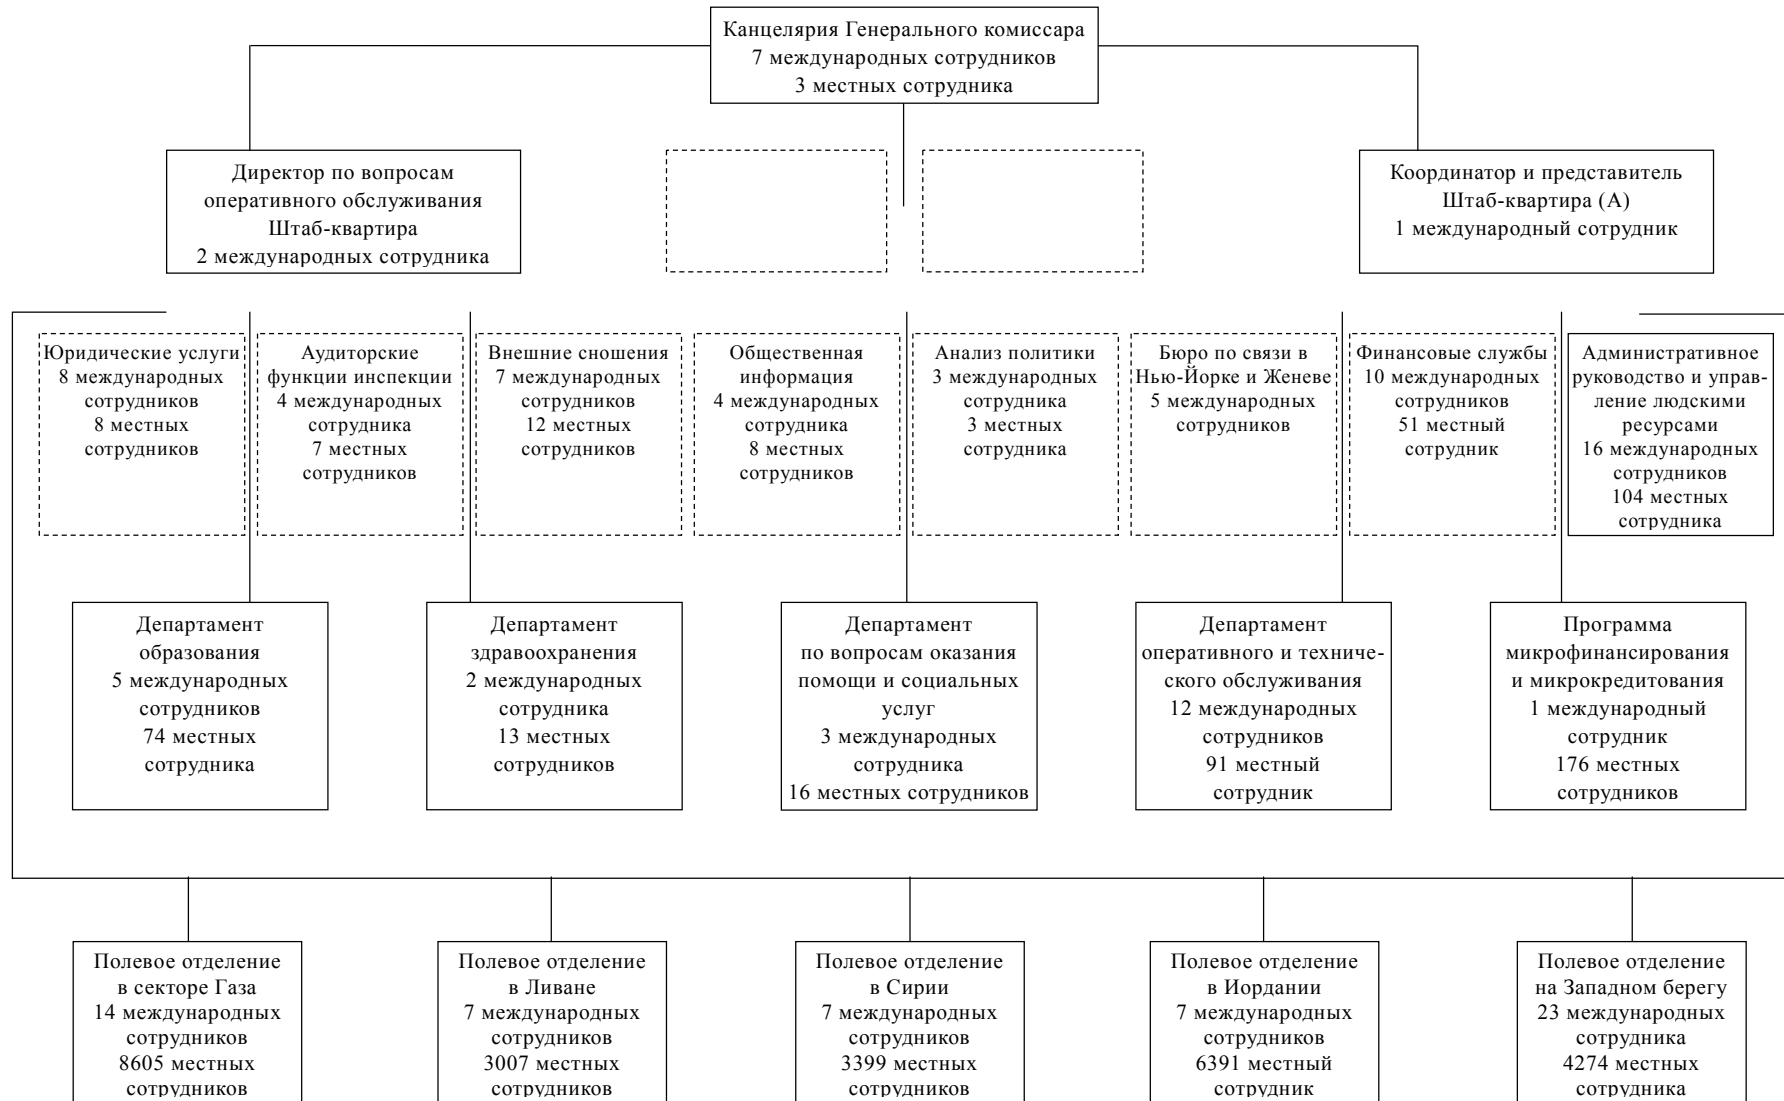 Канцелярия Генерального комиссара
7 международных сотрудников
3 местных сотрудника
Директор по вопросам
оперативного обслуживания
Штаб-квартира
2 международных сотрудника
Координатор и представитель
Штаб-квартира (А)
1 международный сотрудник
Юридические услуги
8 международных
сотрудников
8 местных
сотрудников
Аудиторские
функции инспекции
4 международных
сотрудника
7 местных
сотрудников
Внешние сношения
7 международных
сотрудников
12 местных
сотрудников
Общественная
информация
4 международных
сотрудника
8 местных
сотрудников
Анализ политики
3 международных
сотрудника
3 местных
сотрудника
Бюро по связи в
Нью-Йорке и Женеве
5 международных
сотрудников
Финансовые службы
10 международных
сотрудников
51 местный
сотрудник
Административное
руководство и управ-
ление людскими
ресурсами
16 международных
сотрудников
104 местных
сотрудника
Департамент
образования
5 международных
сотрудников
74 местных
сотрудника
Департамент
здравоохранения
2 международных
сотрудника
13 местных
сотрудников
Департамент
по вопросам оказания
помощи и социальных
услуг
3 международных
сотрудника
16 местных сотрудников
Департамент
оперативного и техниче-
ского обслуживания
12 международных
сотрудников
91 местный
сотрудник
Программа
микрофинансирования
и микрокредитования
1 международный
сотрудник
176 местных
сотрудников
Полевое отделение
в секторе Газа
14 международных
сотрудников
8605 местных
сотрудников
Полевое отделение
в Ливане
7 международных
сотрудников
3007 местных
сотрудников
Полевое отделение
в Сирии
7 международных
сотрудников
3399 местных
сотрудников
Полевое отделение
в Иордании
7 международных
сотрудников
6391 местный
сотрудник
Полевое отделение
на Западном берегу
23 международных
сотрудника
4274 местных
сотрудника